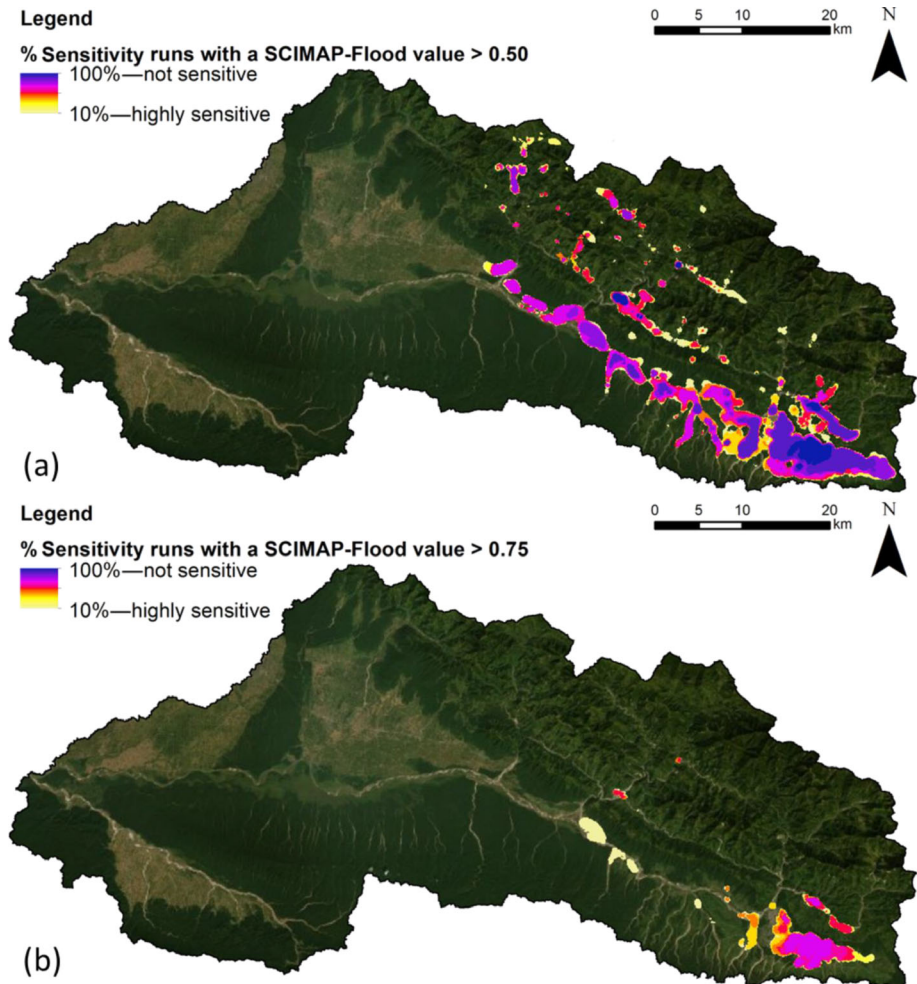 Legend
% Sensitivity runs with a SCIMAP-Flood value > 0.50
100%—not sensitive
10%—highly sensitive
0 5 10 20
km
N
(a)
Legend
% Sensitivity runs with a SCIMAP-Flood value > 0.75
100%—not sensitive
10%—highly sensitive
0 5 10 20
km
N
(b)